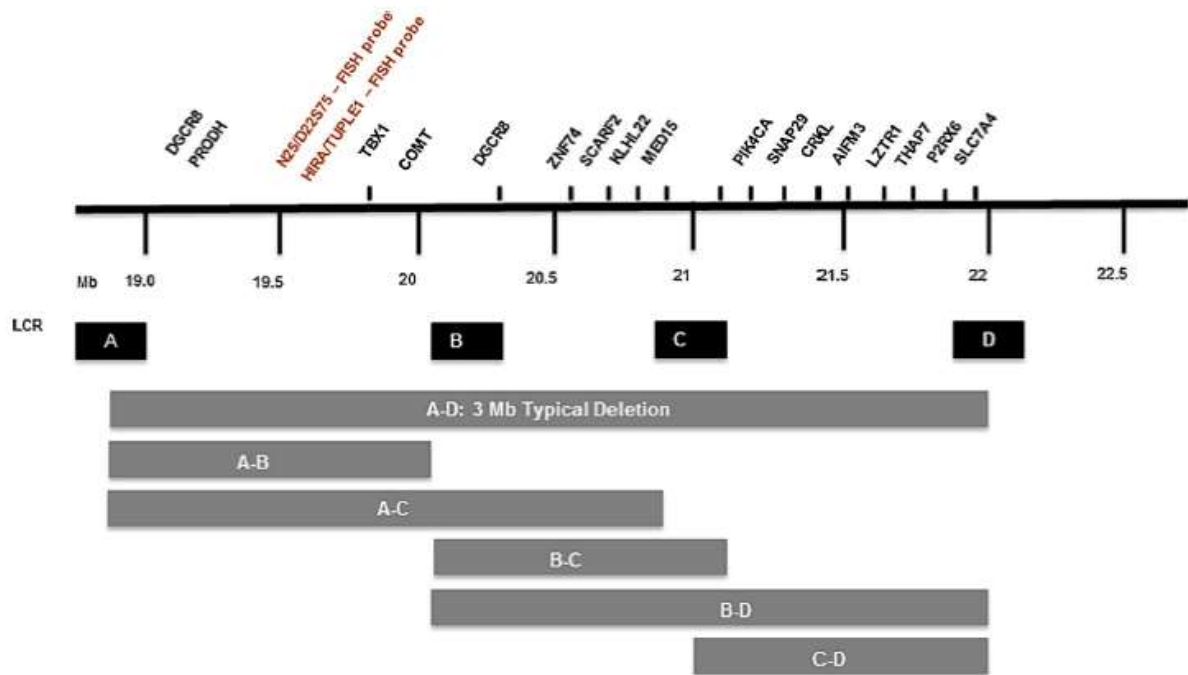 DGCR8
PRODH
N25/D22S75 – FISH probe
HIRA/TUPLE1 – FISH probe
TBX1
COMT
DGCR8
ZNF74
SCARF2
KLHL22
MED15
PIK4CA
SNAP29
CRKL
AIFM3
LZTR1
THAP7
P2RX6
SLC7A4
Mb 19.0 19.5 20 20.5 21 21.5 22 22.5
LCR A B C D
A-D: 3 Mb Typical Deletion
A-B
A-C
B-C
B-D
C-D